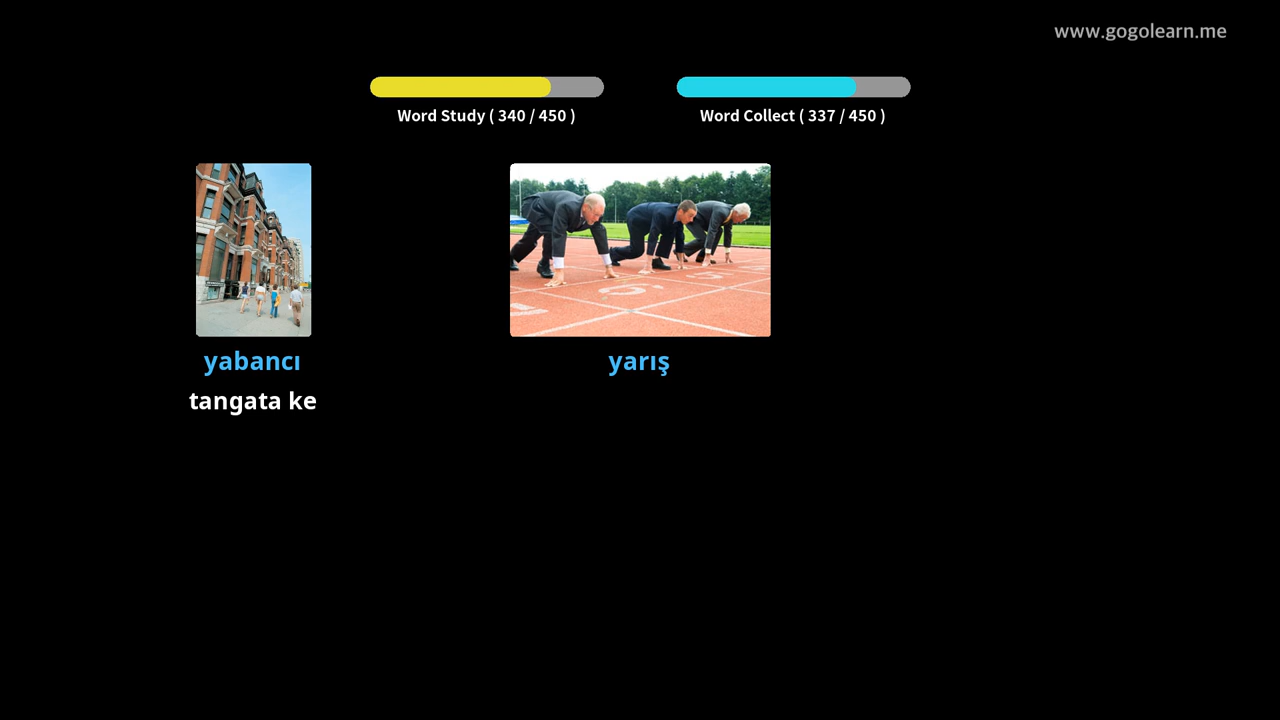 www.gogolearn.me
Word Study ( 340 / 450 )
Word Collect ( 337 / 450 )
yabancı
tangata ke
yarış